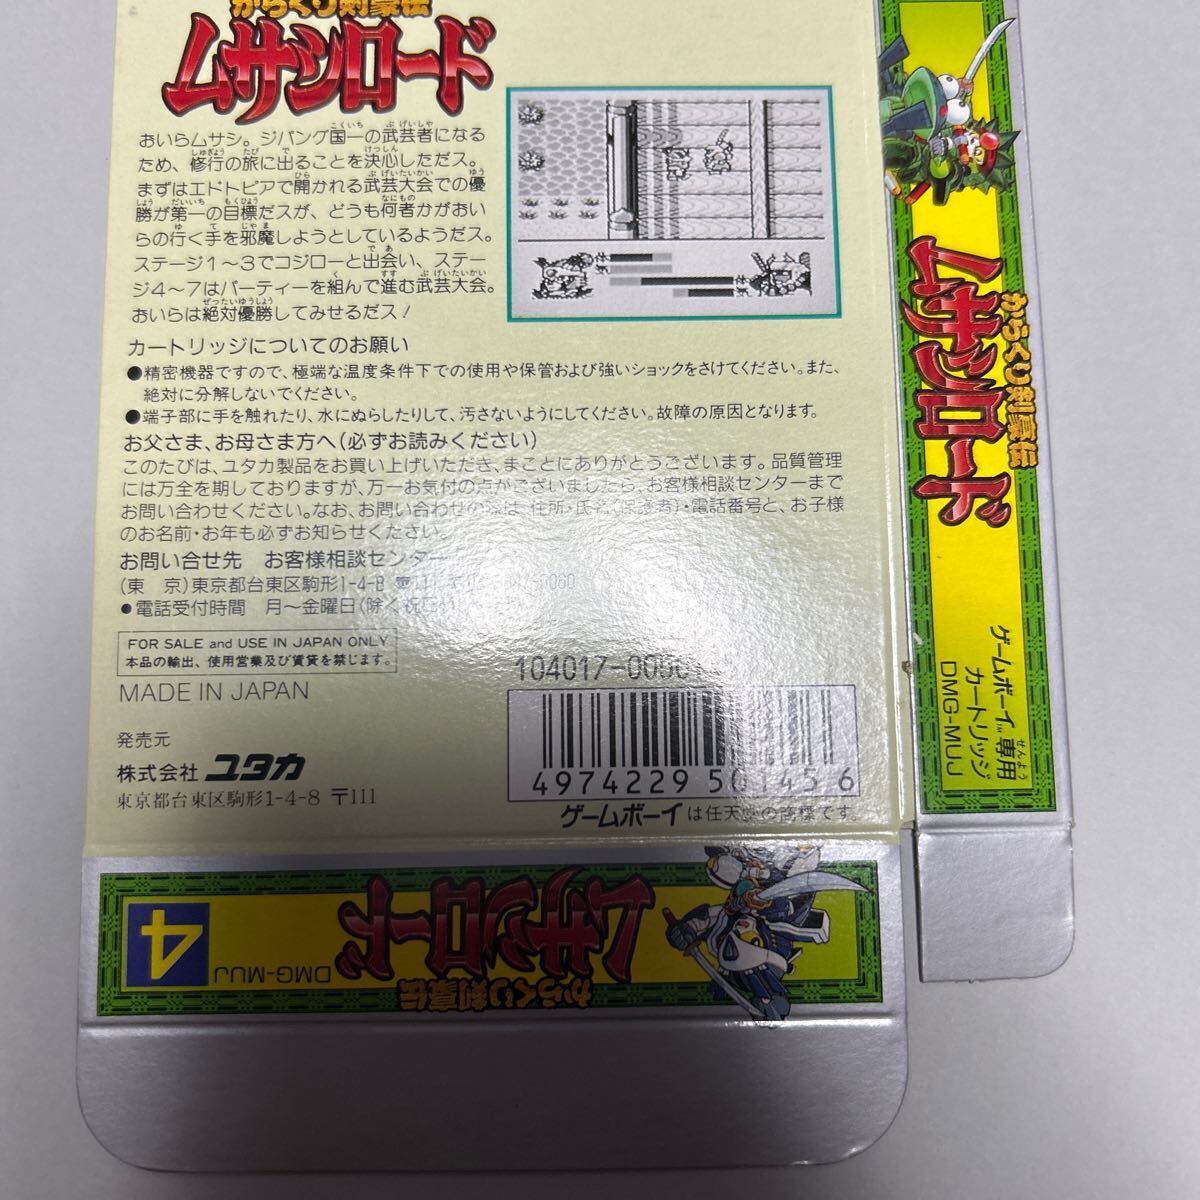 からくり剣豪伝
ムサシロード
おいらムサシ。ジパング国一の武芸者になる
ため、修行の旅に出ることを決心しただス。
まずはエドトピアで開かれる武芸大会での優
勝が第一の目標だスが、どうも何者かがおい
らの行く手を邪魔しようとしているようだス。
ステージ1〜3でコジローと出会い、ステー
ジ4〜7はパーティーを組んで進む武芸大会。
おいらは絶対優勝してみせるだス!
カートリッジについてのお願い
●精密機器ですので、極端な温度条件下での使用や保管および強いショックをさけてください。また、
絶対に分解しないでください。
●端子部に手を触れたり、水にぬらしたりして、汚さないようにしてください。故障の原因となります。
お父さま、お母さま方へ(必ずお読みください)
このたびは、ユタカ製品をお買い上げいただき、まことにありがとうございます。品質管理
には万全を期しておりますが、万一お気付の点がございましたら、お客様相談センターまで
お問い合わせください。なお、お問い合わせの際は、住所・氏名(保護者)・電話番号と、お子様
のお名前・お年も必ずお知らせください。
お問い合せ先 お客様相談センター
(東 京)東京都台東区駒形1-4-8
●電話受付時間 月〜金曜日(除く祝日)
FOR SALE and USE IN JAPAN ONLY
本品の輸出、使用営業及び賃貸を禁じます。
MADE IN JAPAN
104017-000
発売元
株式会社 ユタカ
東京都台東区駒形1-4-8 〒111
4974229501456
ゲームボーイは任天堂の商標です。
からくり剣豪伝
ムサシロード
ゲームボーイ™専用
カートリッジ
DMG-MUJ
からくり剣豪伝
ムサシロード
DMG-MUJ
4